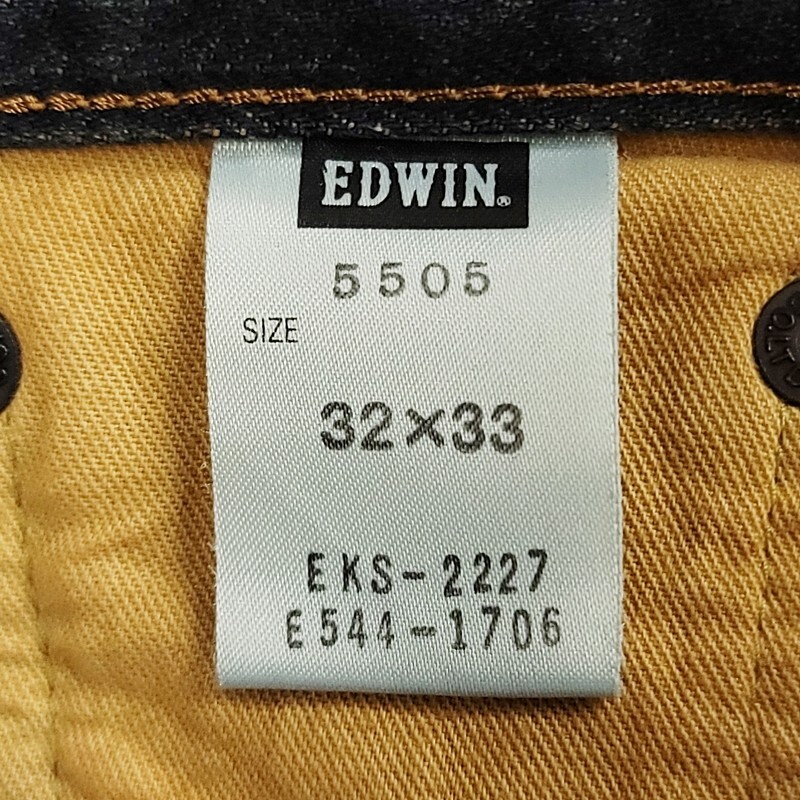 EDWIN®
5505
SIZE
32×33
EKS-2227
E544-1706